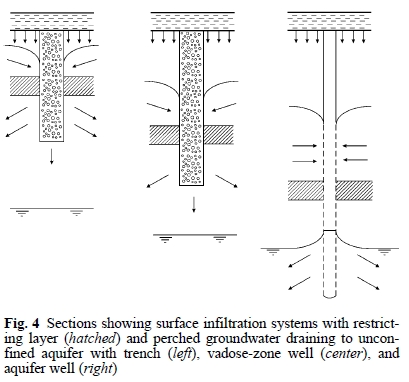 Fig. 4 Sections showing surface infiltration systems with restrict-
ing layer (hatched) and perched groundwater draining to uncon-
fined aquifer with trench (left), vadose-zone well (center), and
aquifer well (right)